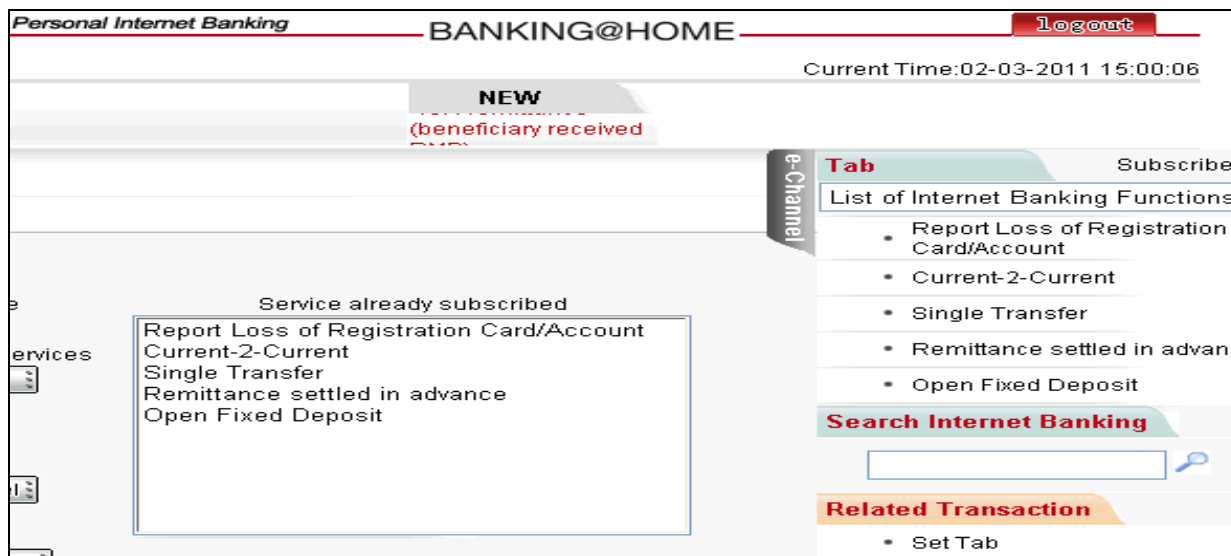 Personal Internet Banking
BANKING@HOME
logout
Current Time:02-03-2011 15:00:06
NEW
(beneficiary received
e-Channel
Tab
Subscribe
List of Internet Banking Functions
• Report Loss of Registration
Card/Account
• Current-2-Current
• Single Transfer
• Remittance settled in advan
• Open Fixed Deposit
Service already subscribed
ervices
Report Loss of Registration Card/Account
Current-2-Current
Single Transfer
Remittance settled in advance
Open Fixed Deposit
Search Internet Banking
Related Transaction
• Set Tab